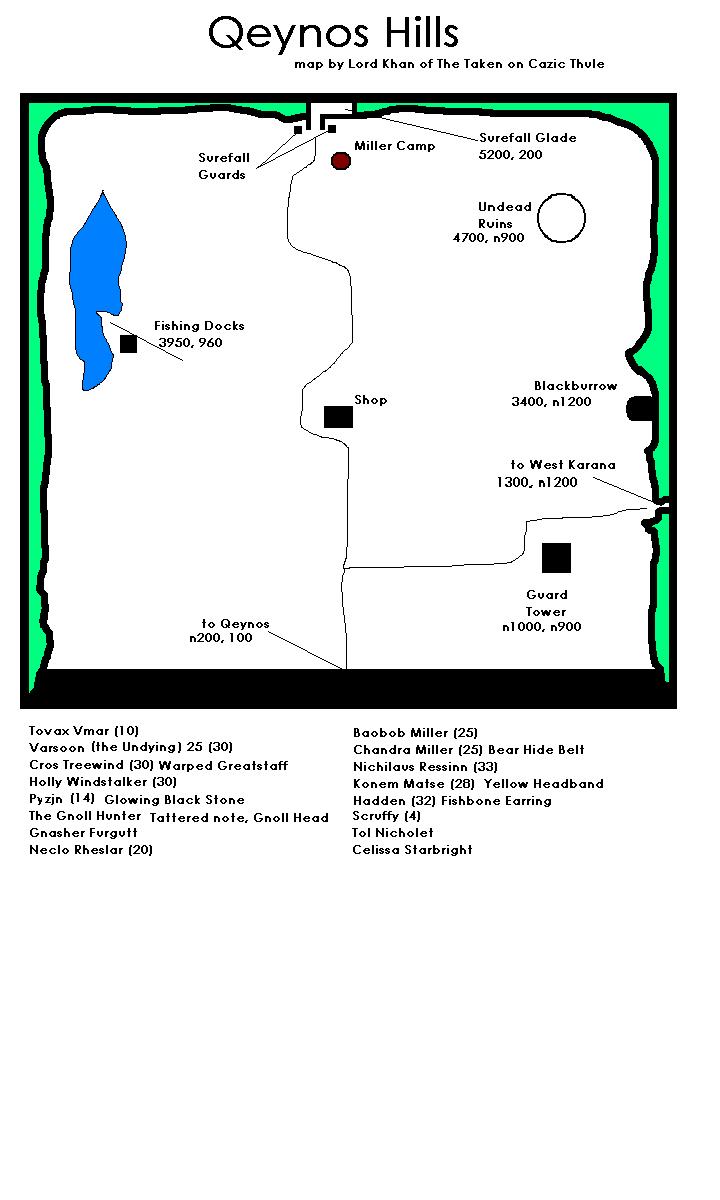 Qeynos Hills
map by Lord Khan of The Taken on Cazic Thule
Surefall Glade
5200, 200
Miller Camp
Surefall
Guards
Undead
Ruins
4700, n900
Fishing Docks
3950, 960
Blackburrow
3400, n1200
Shop
to West Karana
1300, n1200
Guard
Tower
n1000, n900
to Qeynos
n200, 100
Tovax Vmar (10)
Varsoon (the Undying) 25 (30)
Cros Treewind (30) Warped Greatstaff
Holly Windstalker (30)
Pyzjn (14) Glowing Black Stone
The Gnoll Hunter Tattered note, Gnoll Head
Gnasher Furgutt
Neclo Rheslar (20)
Baobob Miller (25)
Chandra Miller (25) Bear Hide Belt
Nichilaus Ressinn (33)
Konem Matse (28) Yellow Headband
Hadden (32) Fishbone Earring
Scruffy (4)
Tol Nicholet
Celissa Starbright